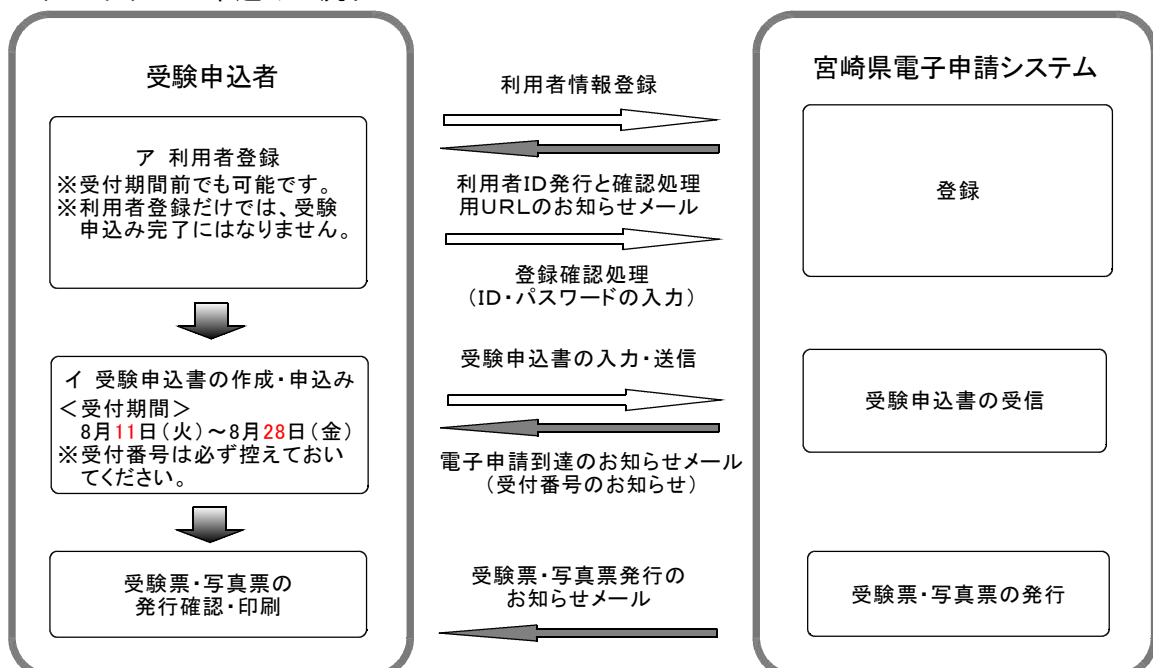 受験申込者
ア 利用者登録
※受付期間前でも可能です。
※利用者登録だけでは、受験
申込み完了にはなりません。
イ 受験申込書の作成・申込み
<受付期間>
8月11日(火)~8月28日(金)
※受付番号は必ず控えておい
てください。
受験票・写真票の
発行確認・印刷
利用者情報登録
利用者ID発行と確認処理
用URLのお知らせメール
登録確認処理
(ID・パスワードの入力)
受験申込書の入力・送信
電子申請到達のお知らせメール
(受付番号のお知らせ)
受験票・写真票発行の
お知らせメール
宮崎県電子申請システム
登録
受験申込書の受信
受験票・写真票の発行